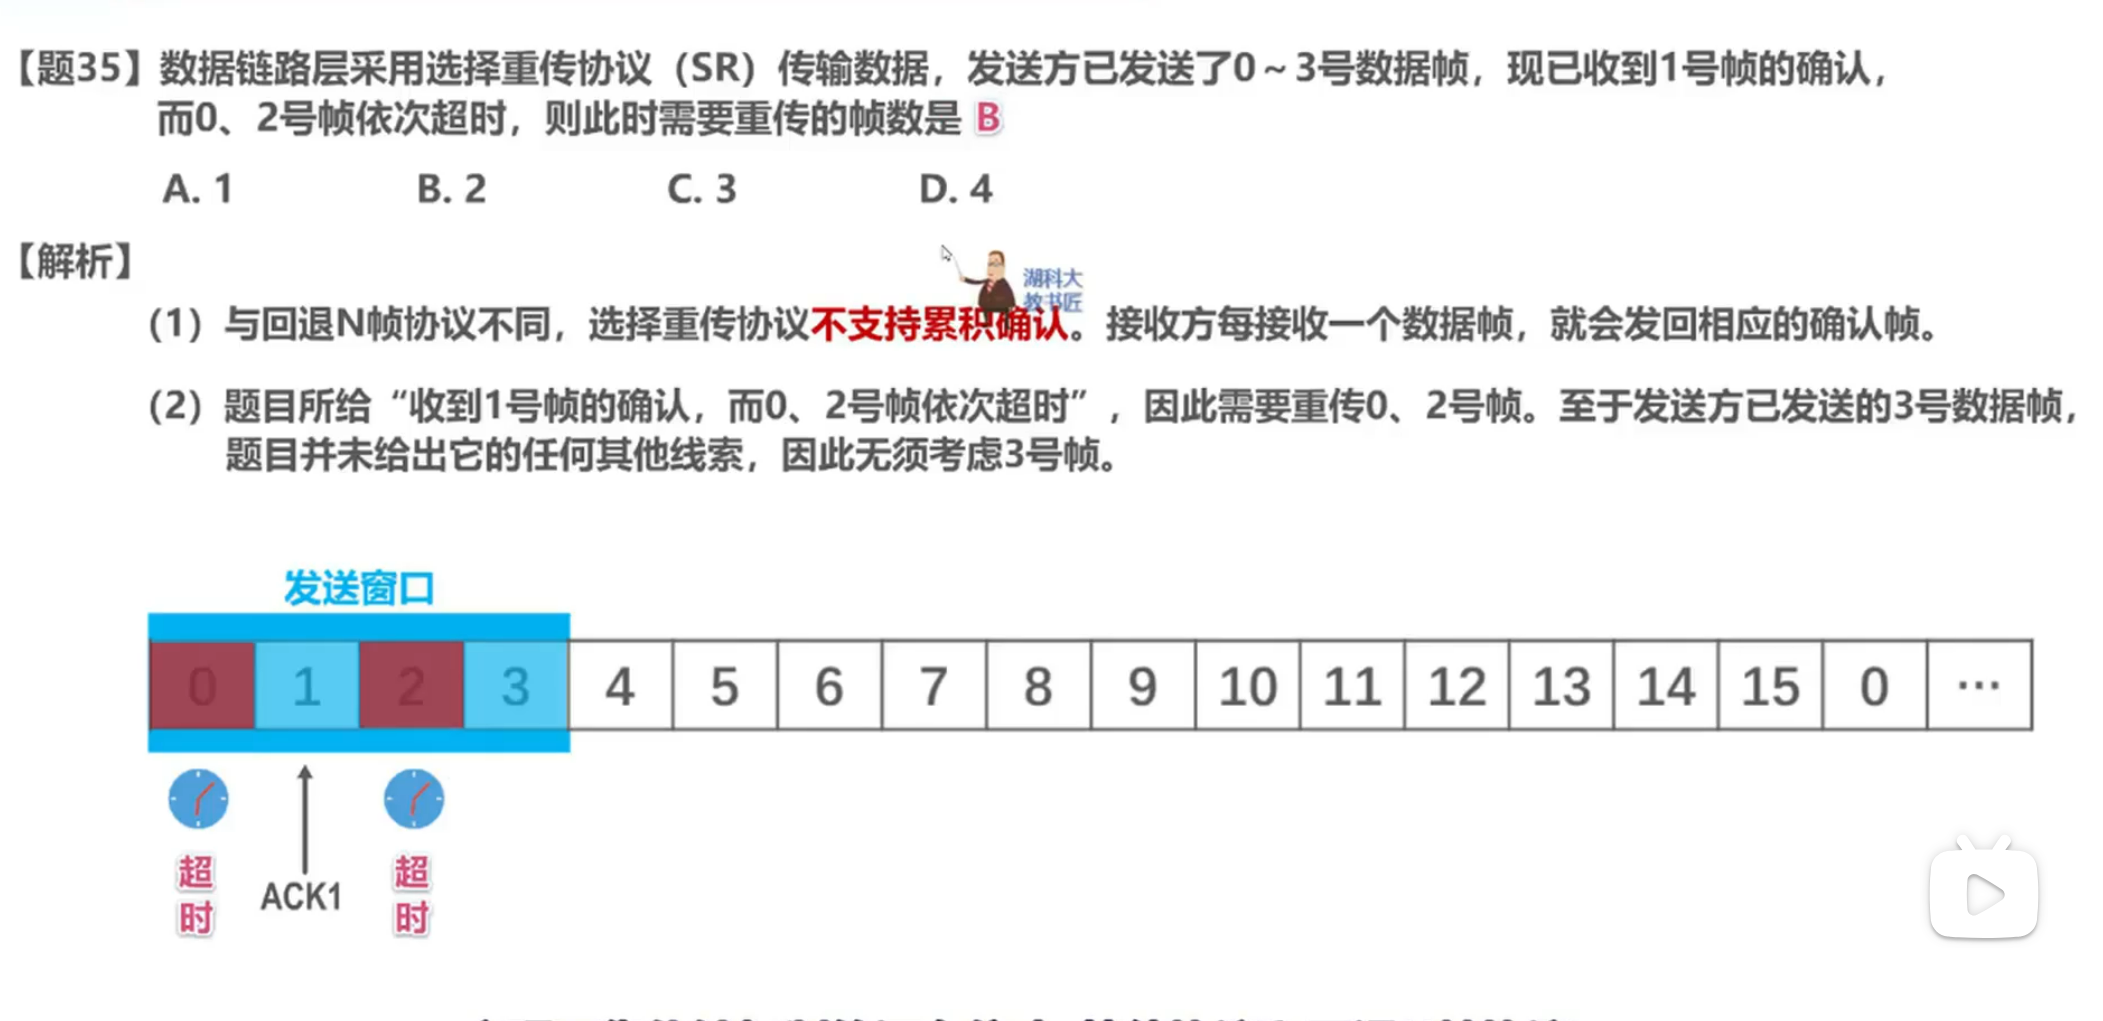 【题35】数据链路层采用选择重传协议（SR）传输数据，发送方已发送了0～3号数据帧，现已收到1号帧的确认，
而0、2号帧依次超时，则此时需要重传的帧数是 B
A. 1 B. 2 C. 3 D. 4
【解析】
湖科大
教书匠
（1）与回退N帧协议不同，选择重传协议不支持累积确认。接收方每接收一个数据帧，就会发回相应的确认帧。
（2）题目所给“收到1号帧的确认，而0、2号帧依次超时”，因此需要重传0、2号帧。至于发送方已发送的3号数据帧，
题目并未给出它的任何其他线索，因此无须考虑3号帧。
发送窗口
0 1 2 3 4 5 6 7 8 9 10 11 12 13 14 15 0 ···
超时 ACK1 超时